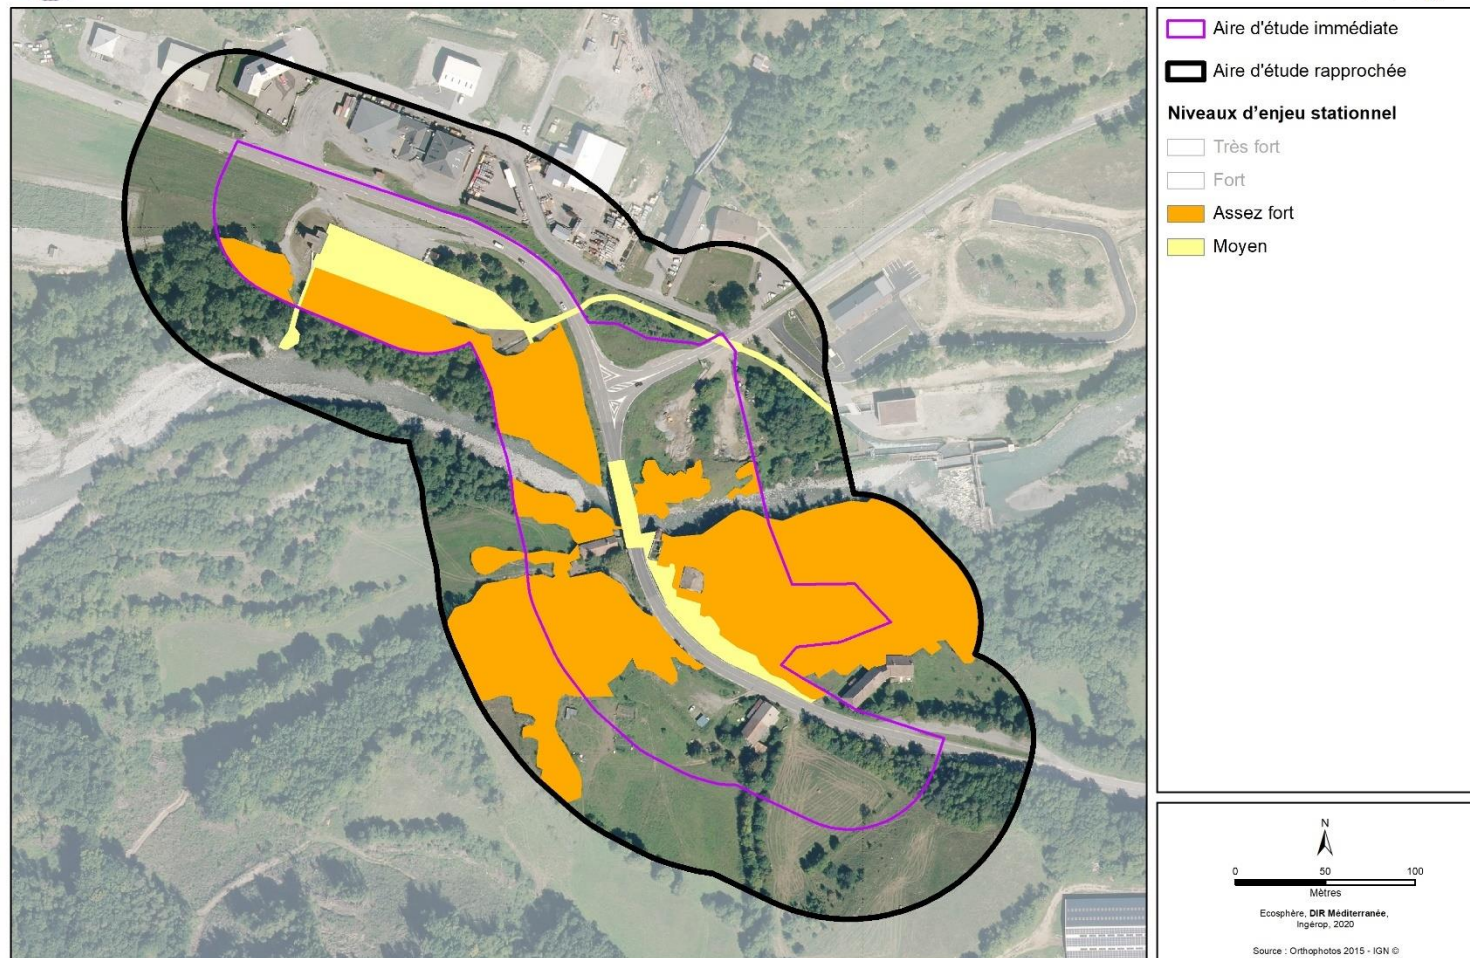 Aire d'étude immédiate
Aire d'étude rapprochée
Niveaux d'enjeu stationnel
Très fort
Fort
Assez fort
Moyen
N
0 50 100
Mètres
Ecosphère, DIR Méditerranée,
Ingérop, 2020
Source : Orthophotos 2015 - IGN ©